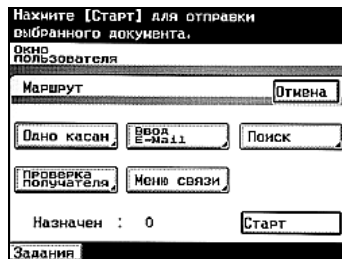 Нажмите [Старт] для отправки
выбранного документа.
Окно
пользователя
Маршрут
Отмена
Одно касан.
Ввод
E-Mail
Поиск
Проверка
получателя
Меню связи
Назначен : 0
Старт
Задания